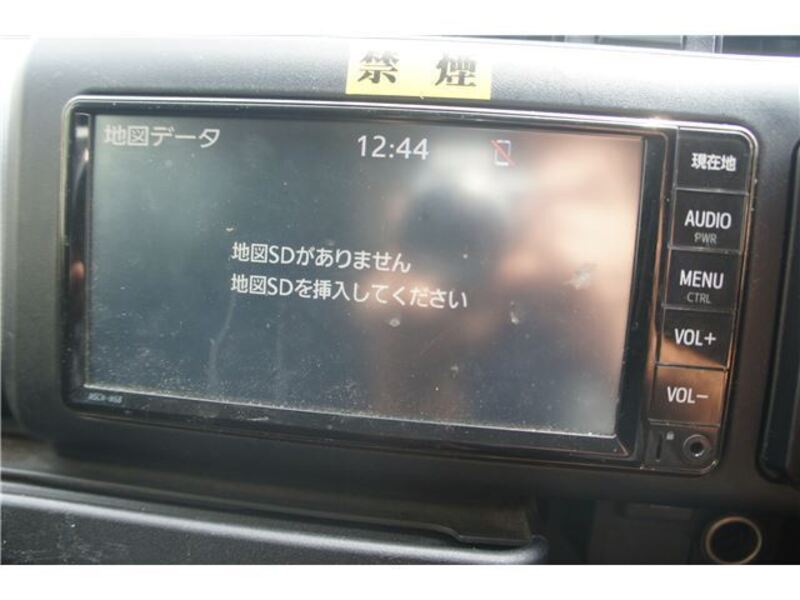 禁煙
地図データ
12:44
地図SDがありません
地図SDを挿入してください
現在地
AUDIO
PWR
MENU
CTRL
VOL+
VOL−